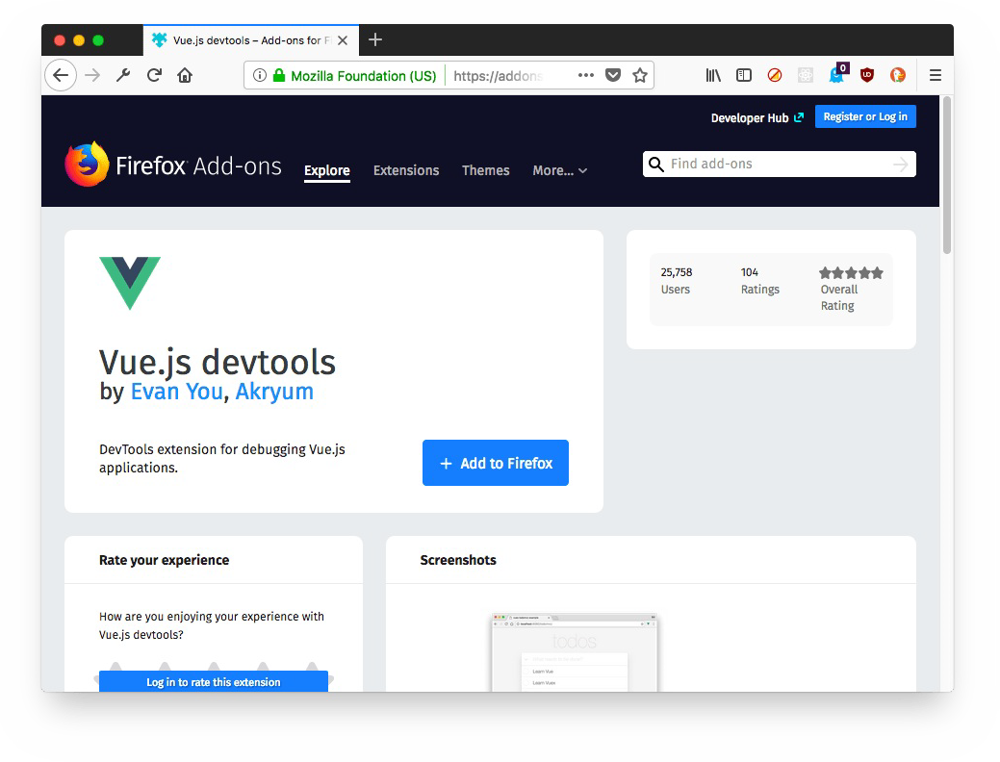 Vue.js devtools – Add-ons for F
Mozilla Foundation (US) https://addons
0
Developer Hub Register or Log in
Firefox Add-ons Explore Extensions Themes More... Find add-ons
25,758 104
Users Ratings Overall
Rating
Vue.js devtools
by Evan You, Akryum
DevTools extension for debugging Vue.js
applications.
+ Add to Firefox
Rate your experience
How are you enjoying your experience with
Vue.js devtools?
Log in to rate this extension
Screenshots
todos
Learn Vue
Learn Vuex